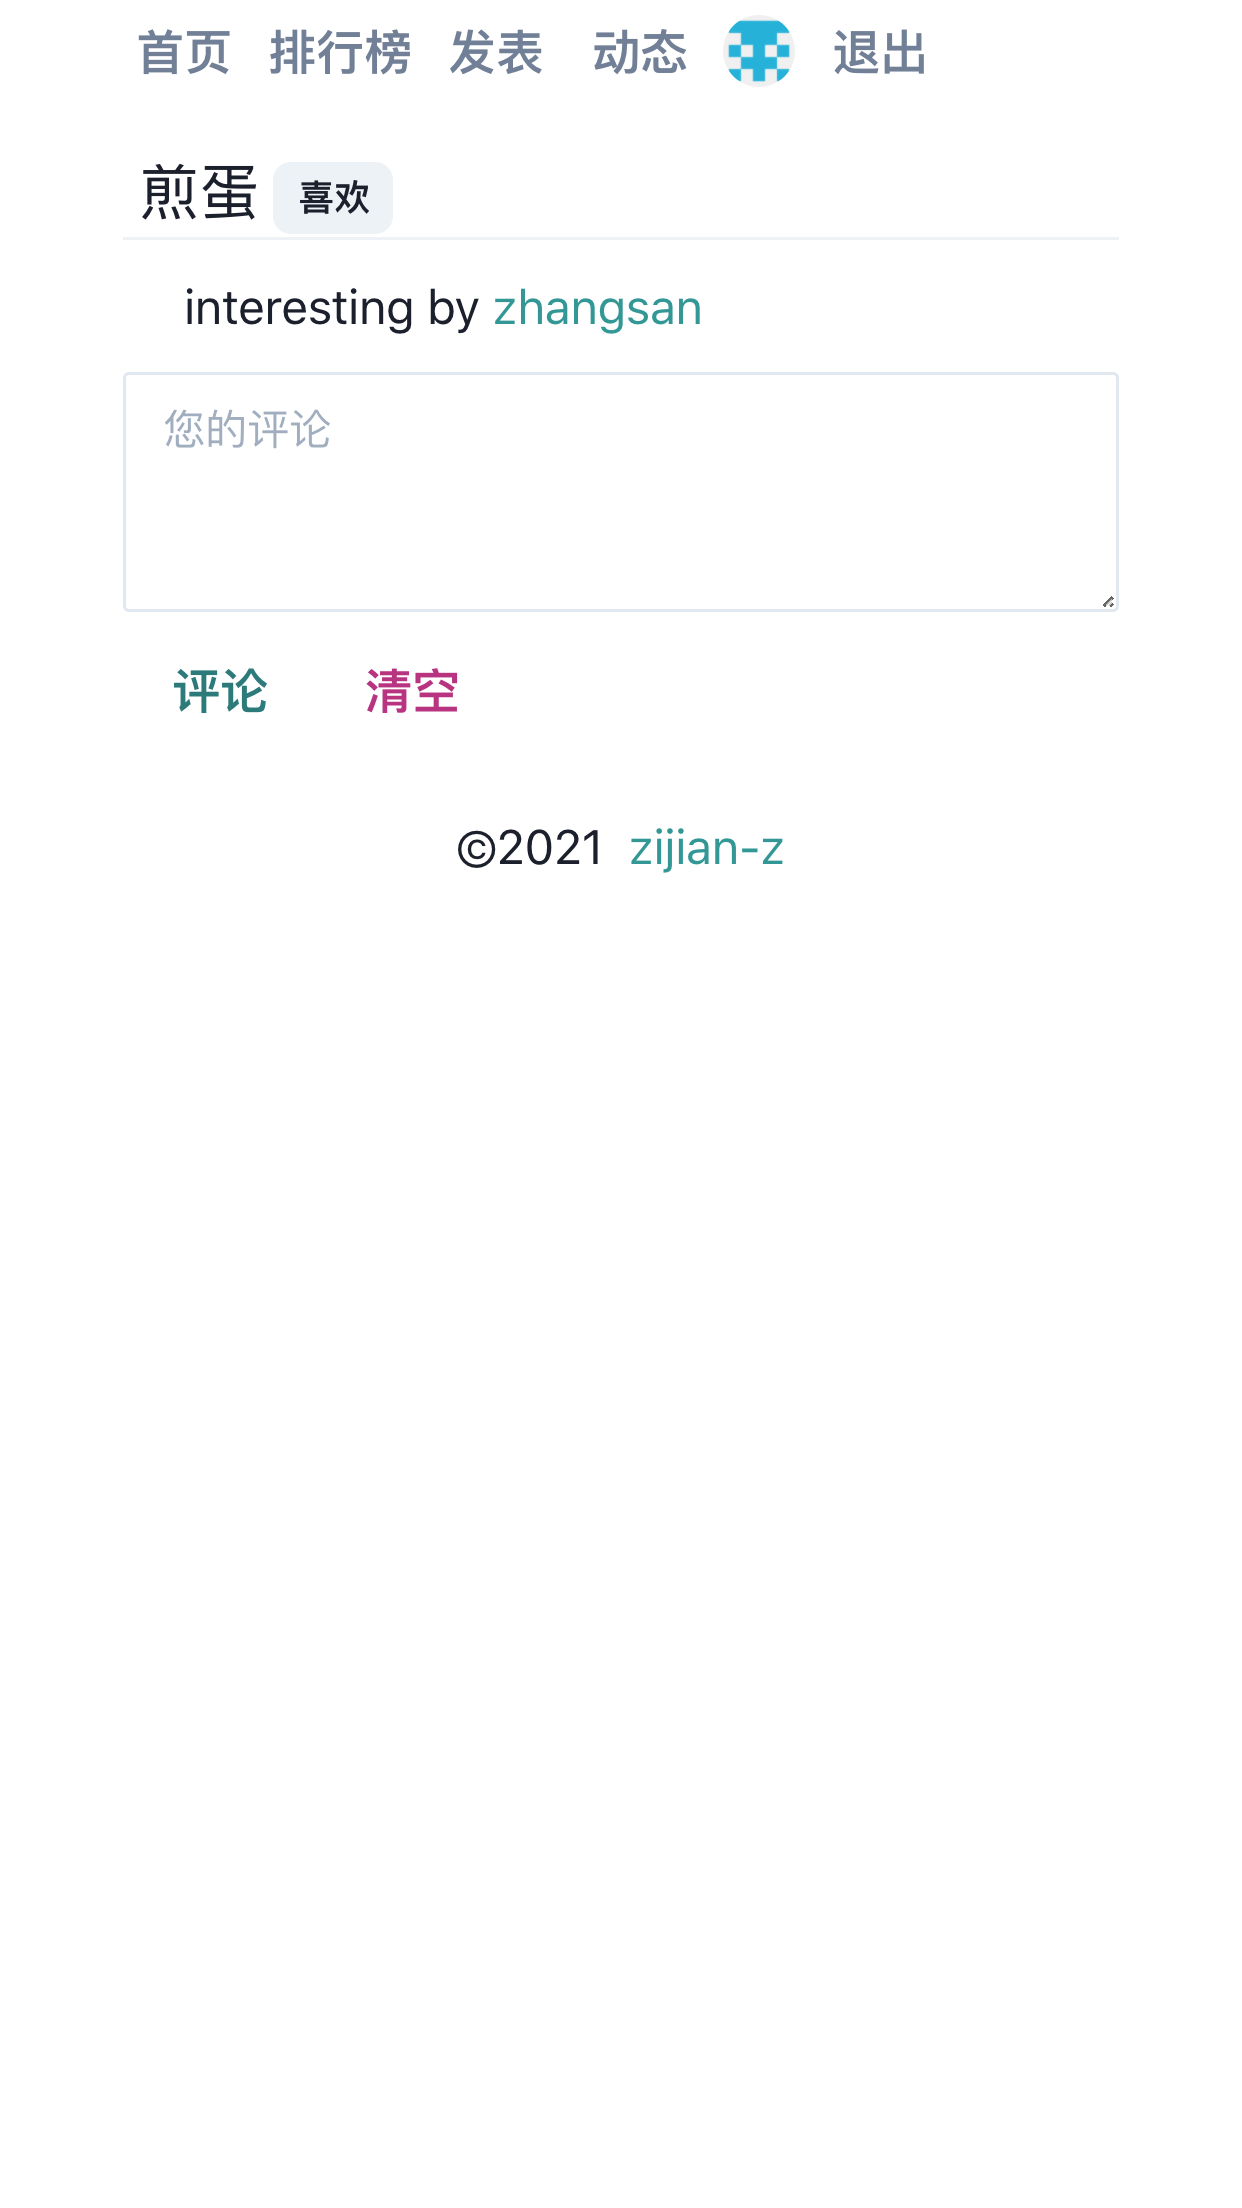 首页 排行榜 发表 动态 退出
煎蛋 喜欢
interesting by zhangsan
您的评论
评论 清空
©2021 zijian-z